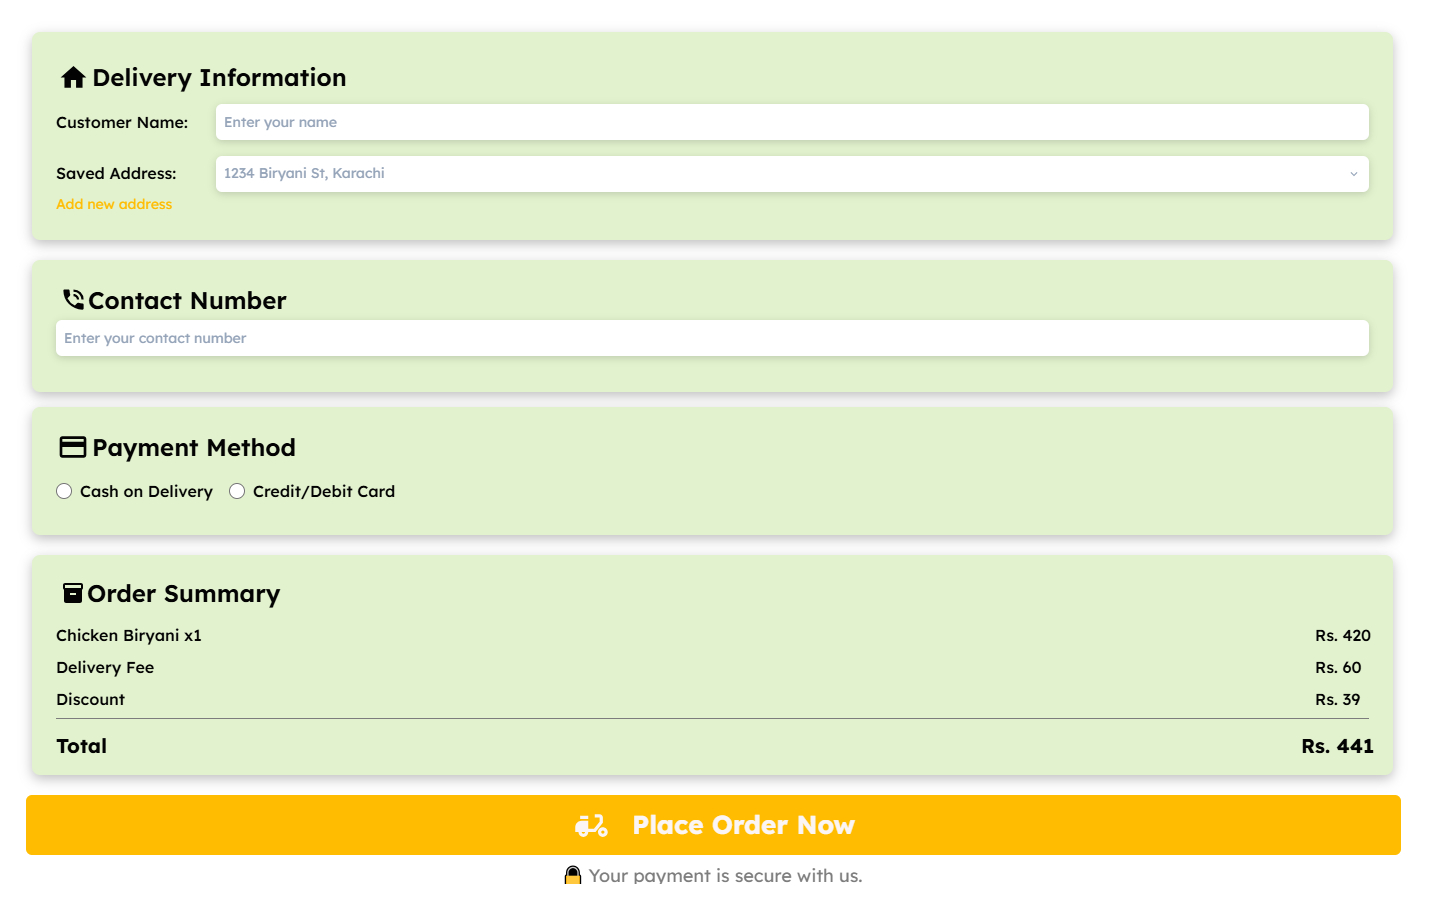 Delivery Information
Customer Name: Enter your name
Saved Address: 1234 Biryani St, Karachi
Add new address
Contact Number
Enter your contact number
Payment Method
Cash on Delivery Credit/Debit Card
Order Summary
Chicken Biryani x1 Rs. 420
Delivery Fee Rs. 60
Discount Rs. 39
Total Rs. 441
Place Order Now
Your payment is secure with us.